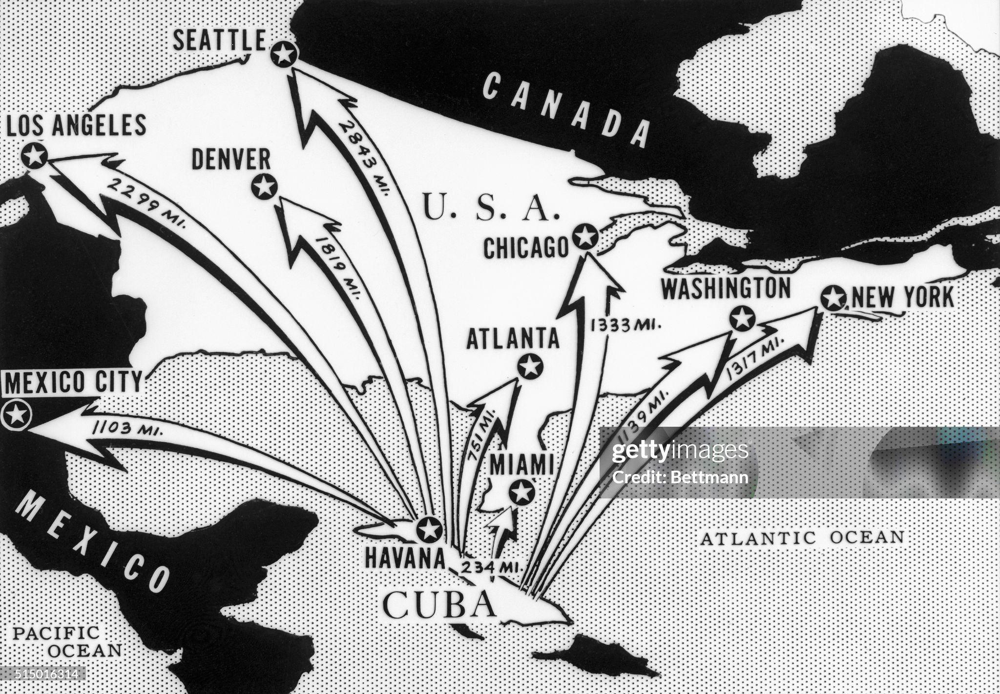 SEATTLE
CANADA
LOS ANGELES
2843 MI.
DENVER
2299 MI.
U. S. A.
CHICAGO
1819 MI.
WASHINGTON
NEW YORK
1333 MI.
ATLANTA
1317 MI.
MEXICO CITY
1139 MI.
1103 MI.
751 MI.
gettyimages®
MIAMI
Credit: Bettmann
MEXICO
ATLANTIC OCEAN
HAVANA
234 MI.
CUBA
PACIFIC
OCEAN
515016314